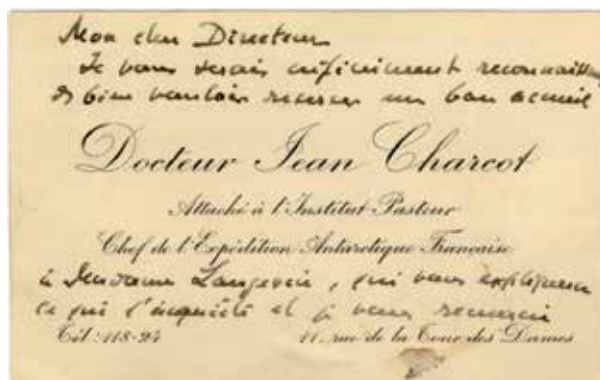 Mon cher Directeur
Je vous serais infiniment reconnaissant
de bien vouloir réserver un bon accueil
Docteur Jean Charcot
Attaché à l'Institut Pasteur
Chef de l'Expédition Antarctique Française
à Madame Langevin, qui vous expliquera
ce qui l'inquiète et je vous remercie
Tél: 118-24
11, rue de la Tour des Dames